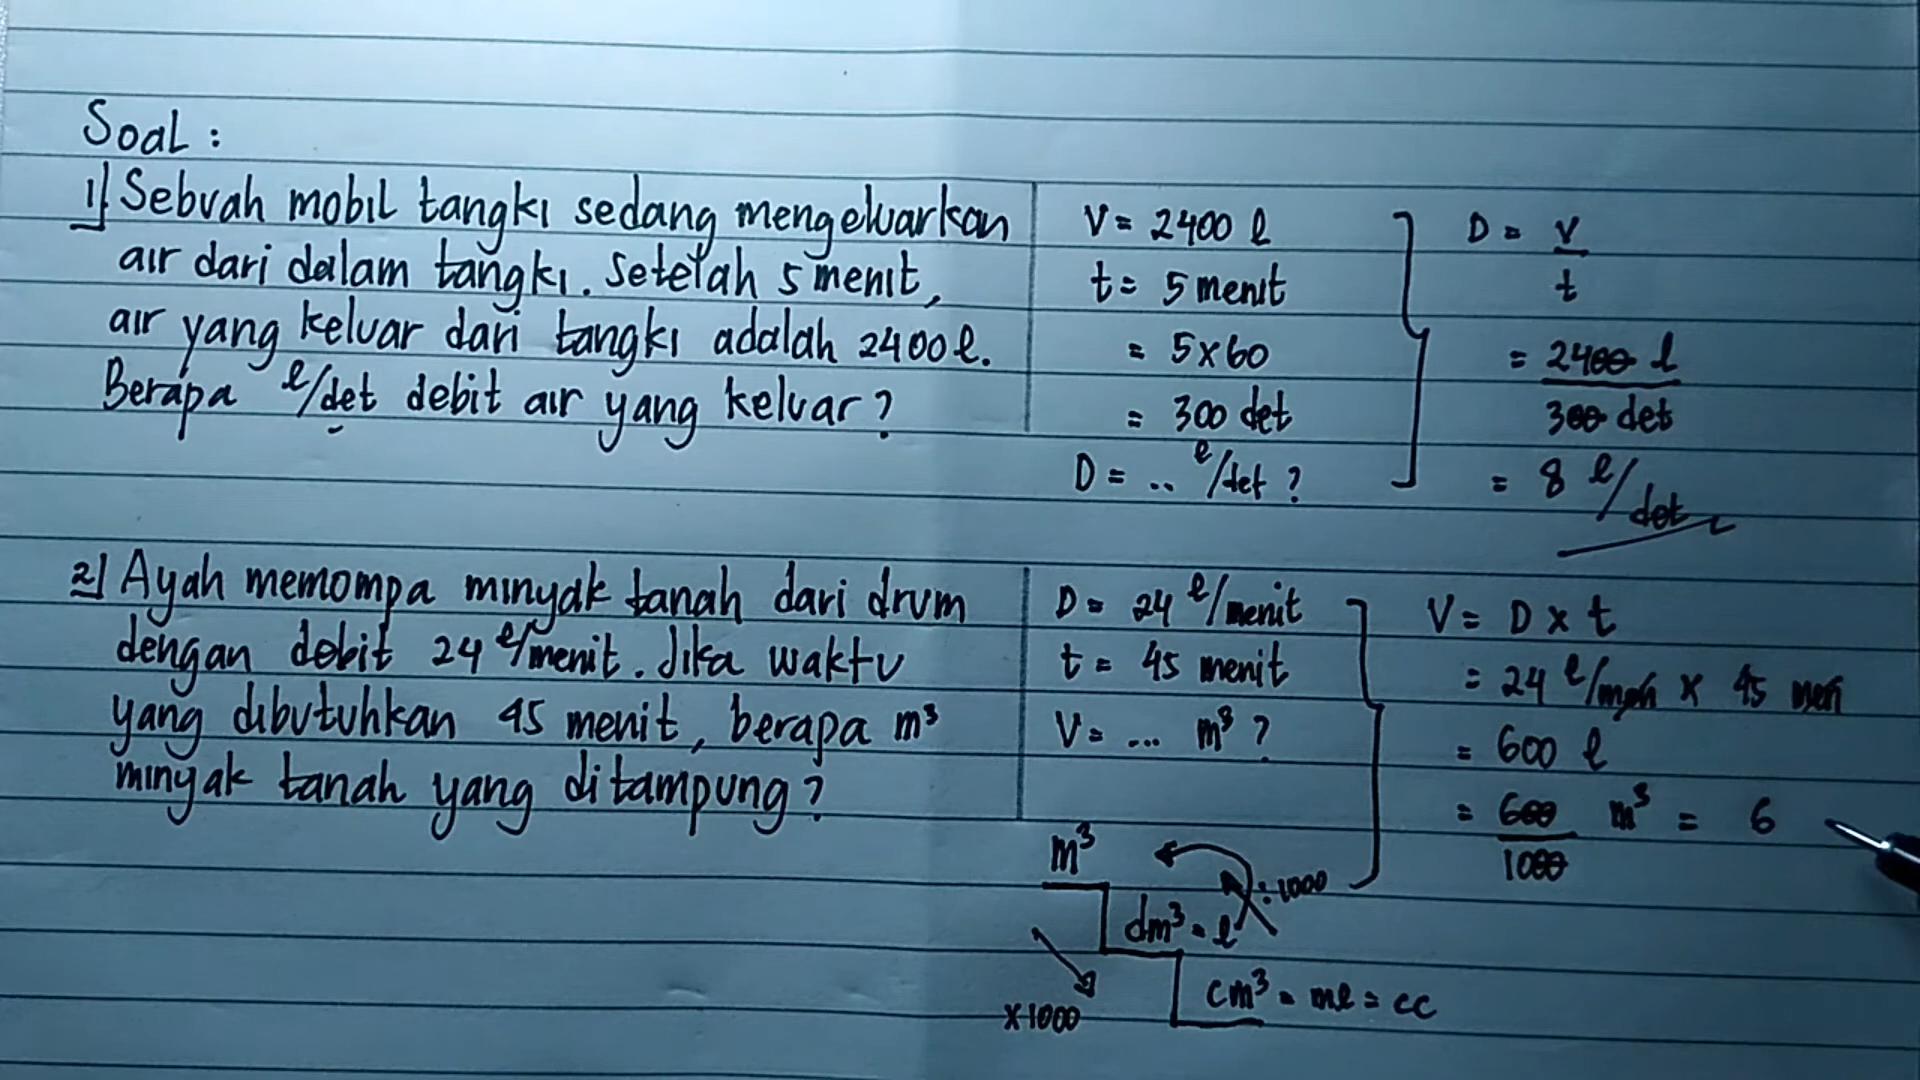 Soal :
1) Sebuah mobil tangki sedang mengeluarkan
air dari dalam tangki. Setelah 5 menit,
air yang keluar dari tangki adalah 2400 l.
Berapa l/det debit air yang keluar?
V = 2400 l
t = 5 menit
= 5 x 60
= 300 det
D = .. l/det ?
D = V
t
= 2400 l
300 det
= 8 l/det
2) Ayah memompa minyak tanah dari drum
dengan debit 24 l/menit. Jika waktu
yang dibutuhkan 45 menit, berapa m³
minyak tanah yang ditampung?
D = 24 l/menit
t = 45 menit
V = ... m³ ?
V = D x t
= 24 l/men x 45 men
= 600 l
= 600 m³ = 6
1000
m³
: 1000
dm³ = l
x 1000
cm³ = ml = cc